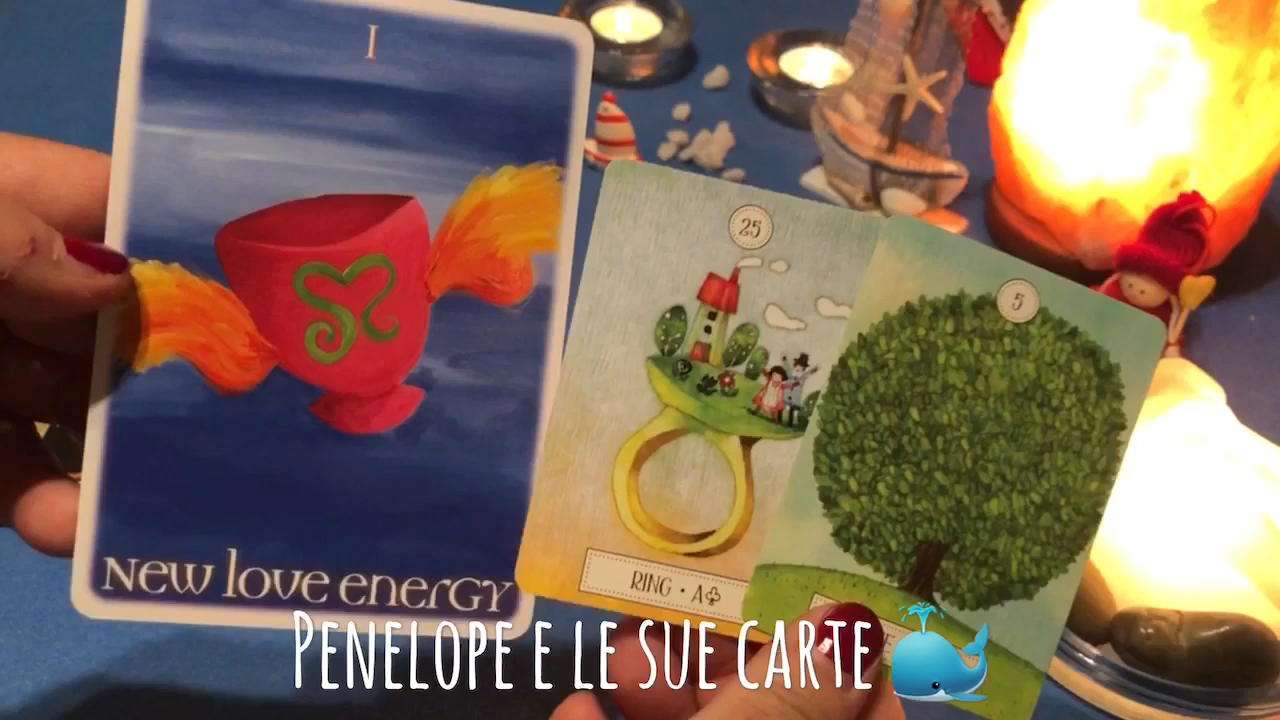 I
NEW LOVE ENERGY
25
RING · A♣
5
PENELOPE E LE SUE CARTE